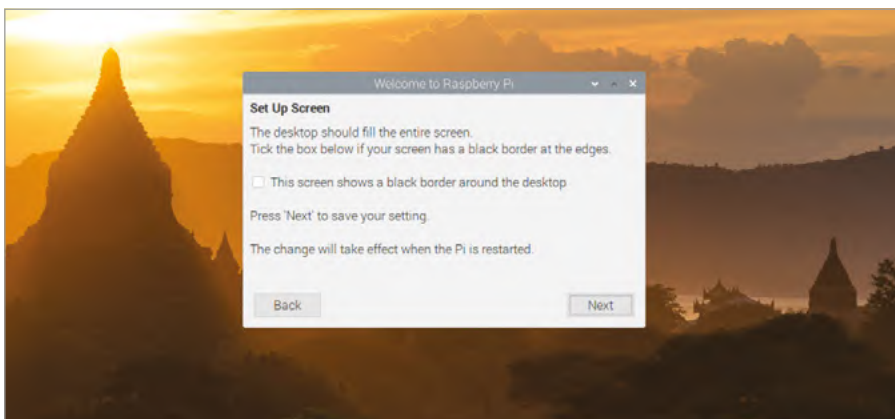 Welcome to Raspberry Pi
Set Up Screen
The desktop should fill the entire screen.
Tick the box below if your screen has a black border at the edges.
This screen shows a black border around the desktop
Press 'Next' to save your setting.
The change will take effect when the Pi is restarted.
Back
Next